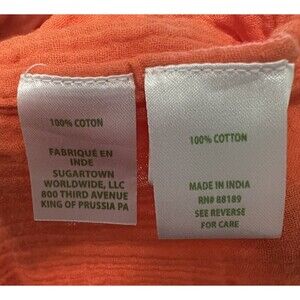 100% COTON
FABRIQUÉ EN
INDE
SUGARTOWN
WORLDWIDE, LLC
800 THIRD AVENUE
KING OF PRUSSIA PA
100% COTTON
MADE IN INDIA
RN# 88189
SEE REVERSE
FOR CARE